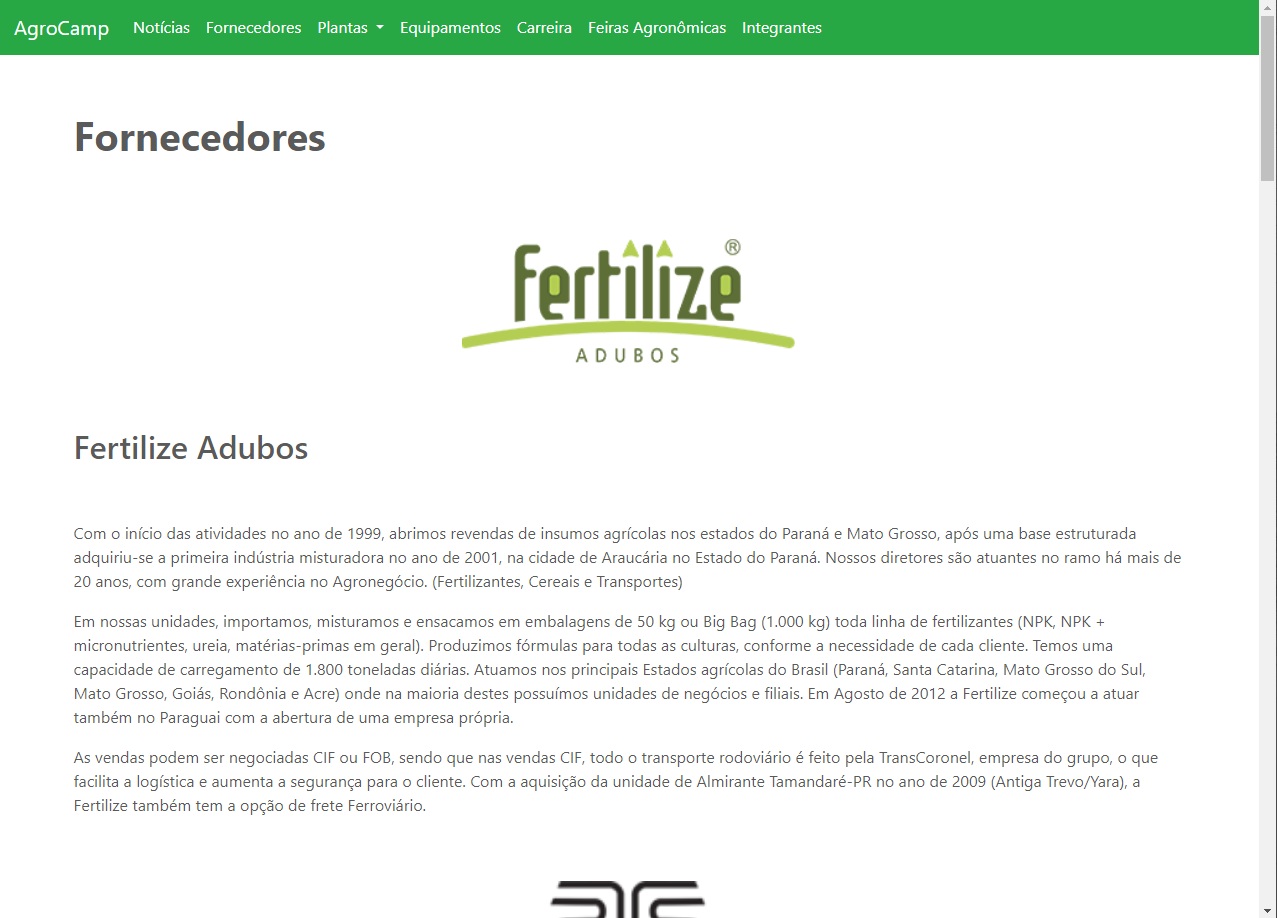 AgroCamp Notícias Fornecedores Plantas Equipamentos Carreira Feiras Agronômicas Integrantes
Fornecedores
fertilize®
ADUBOS
Fertilize Adubos
Com o início das atividades no ano de 1999, abrimos revendas de insumos agrícolas nos estados do Paraná e Mato Grosso, após uma base estruturada
adquiriu-se a primeira indústria misturadora no ano de 2001, na cidade de Araucária no Estado do Paraná. Nossos diretores são atuantes no ramo há mais de
20 anos, com grande experiência no Agronegócio. (Fertilizantes, Cereais e Transportes)
Em nossas unidades, importamos, misturamos e ensacamos em embalagens de 50 kg ou Big Bag (1.000 kg) toda linha de fertilizantes (NPK, NPK +
micronutrientes, ureia, matérias-primas em geral). Produzimos fórmulas para todas as culturas, conforme a necessidade de cada cliente. Temos uma
capacidade de carregamento de 1.800 toneladas diárias. Atuamos nos principais Estados agrícolas do Brasil (Paraná, Santa Catarina, Mato Grosso do Sul,
Mato Grosso, Goiás, Rondônia e Acre) onde na maioria destes possuímos unidades de negócios e filiais. Em Agosto de 2012 a Fertilize começou a atuar
também no Paraguai com a abertura de uma empresa própria.
As vendas podem ser negociadas CIF ou FOB, sendo que nas vendas CIF, todo o transporte rodoviário é feito pela TransCoronel, empresa do grupo, o que
facilita a logística e aumenta a segurança para o cliente. Com a aquisição da unidade de Almirante Tamandaré-PR no ano de 2009 (Antiga Trevo/Yara), a
Fertilize também tem a opção de frete Ferroviário.